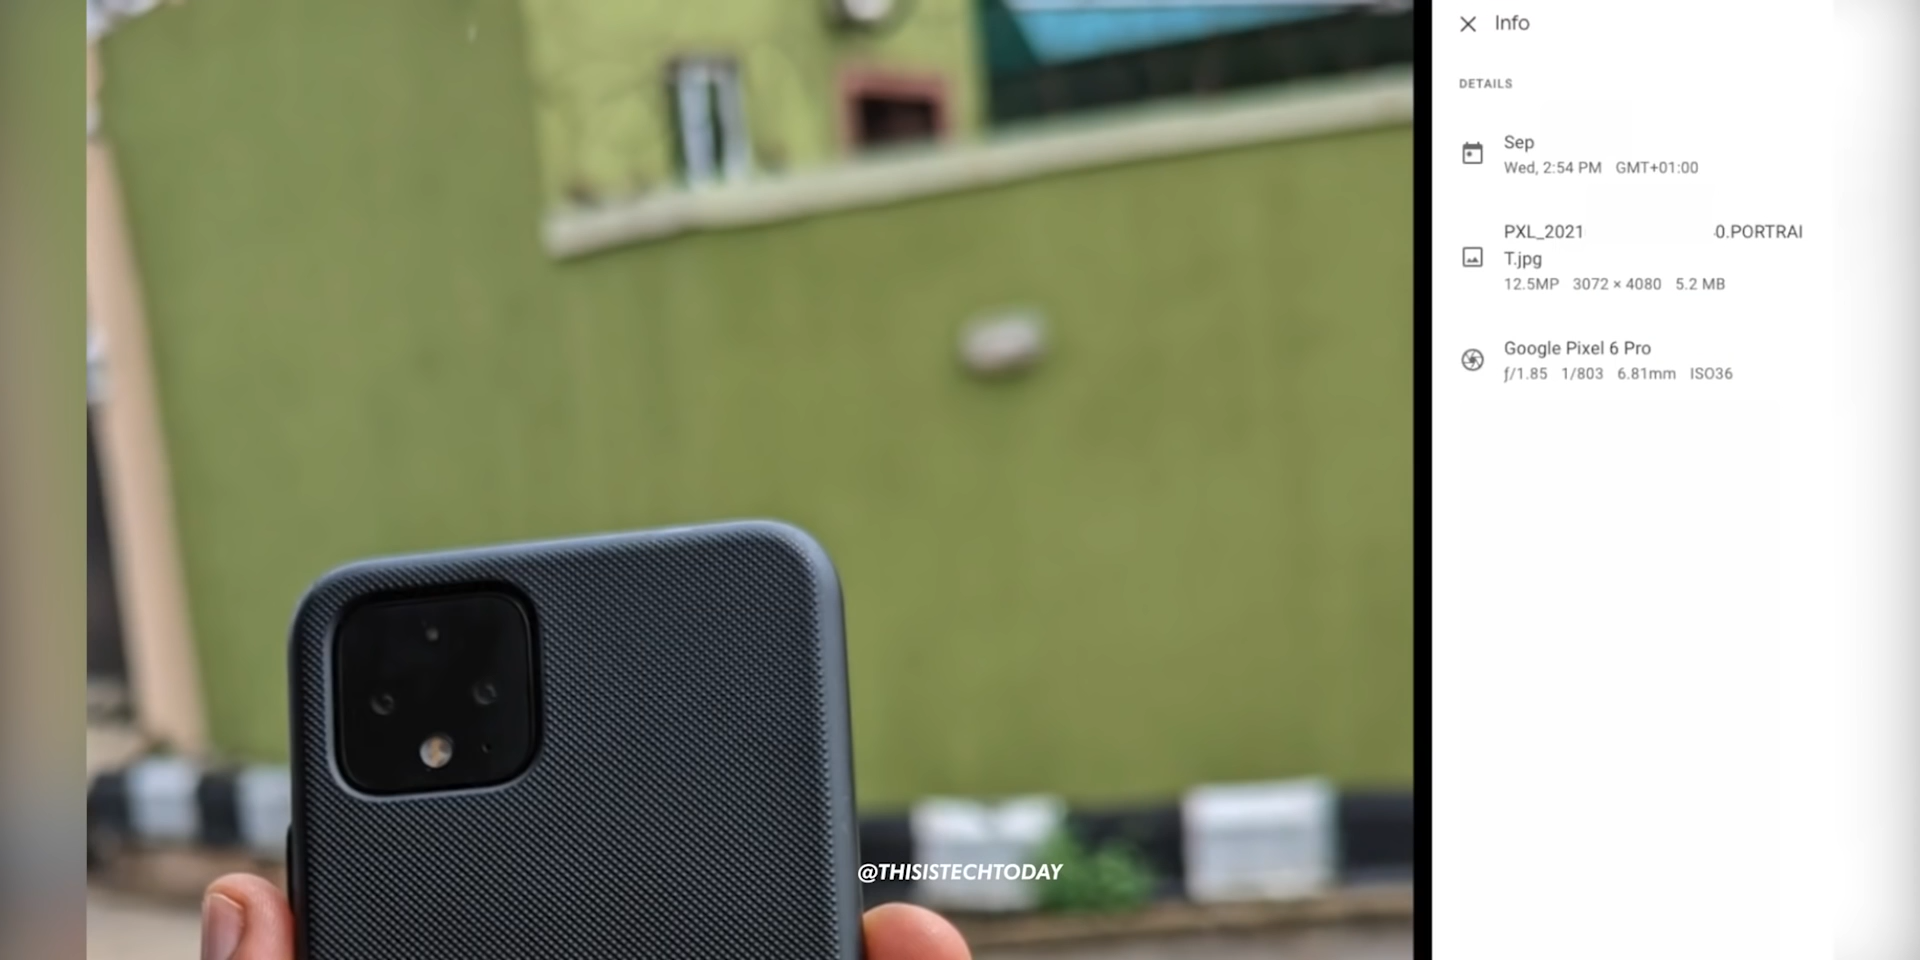 Info
DETAILS
Sep
Wed, 2:54 PM GMT+01:00
PXL_2021 0.PORTRAI
T.jpg
12.5MP 3072 × 4080 5.2 MB
Google Pixel 6 Pro
ƒ/1.85 1/803 6.81mm ISO36
@THISISTECHTODAY